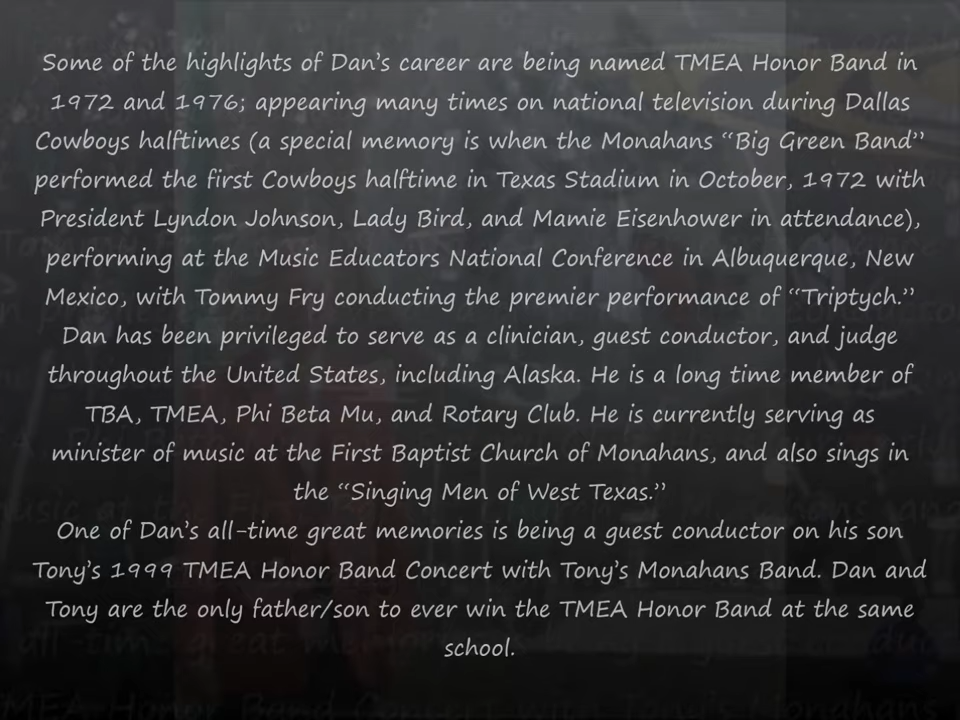 Some of the highlights of Dan’s career are being named TMEA Honor Band in
1972 and 1976; appearing many times on national television during Dallas
Cowboys halftimes (a special memory is when the Monahans “Big Green Band”
performed the first Cowboys halftime in Texas Stadium in October, 1972 with
President Lyndon Johnson, Lady Bird, and Mamie Eisenhower in attendance),
performing at the Music Educators National Conference in Albuquerque, New
Mexico, with Tommy Fry conducting the premier performance of “Triptych.”
Dan has been privileged to serve as a clinician, guest conductor, and judge
throughout the United States, including Alaska. He is a long time member of
TBA, TMEA, Phi Beta Mu, and Rotary Club. He is currently serving as
minister of music at the First Baptist Church of Monahans, and also sings in
the “Singing Men of West Texas.”
One of Dan’s all-time great memories is being a guest conductor on his son
Tony’s 1999 TMEA Honor Band Concert with Tony’s Monahans Band. Dan and
Tony are the only father/son to ever win the TMEA Honor Band at the same
school.